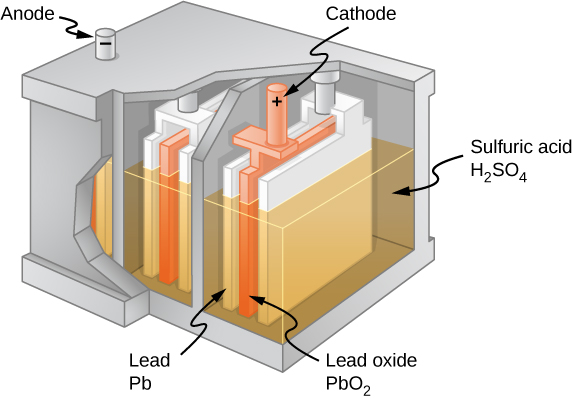 Anode
Cathode
−
+
Sulfuric acid
H₂SO₄
Lead
Pb
Lead oxide
PbO₂